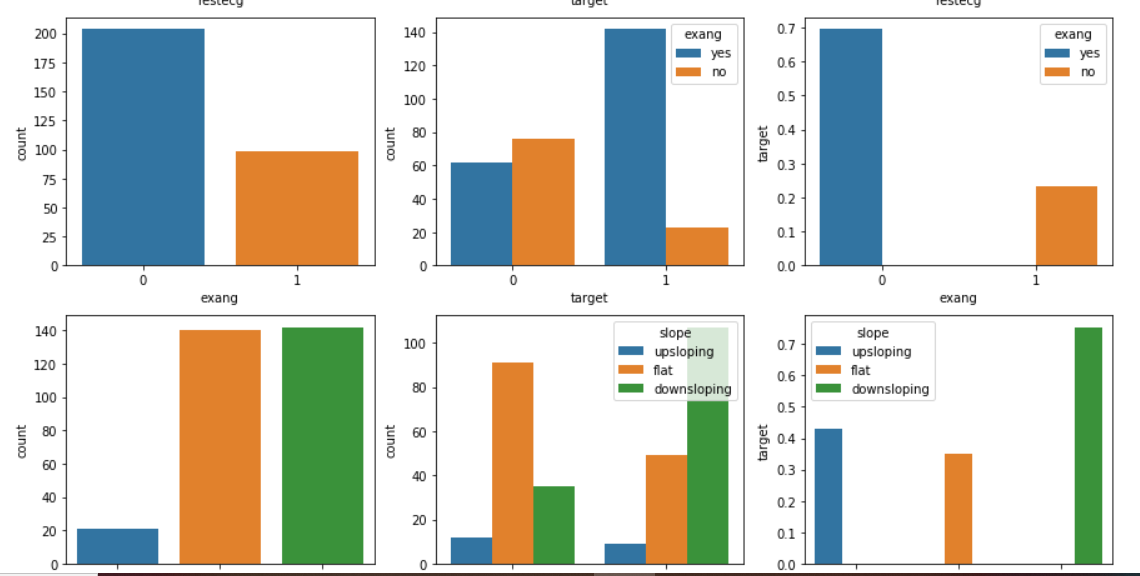 restecg
target
restecg
200
175
150
125
100
75
50
25
0
count
0
1
exang
140
120
100
80
60
40
20
0
count
exang
yes
no
0
1
target
0.7
0.6
0.5
0.4
0.3
0.2
0.1
0.0
target
exang
yes
no
0
1
exang
140
120
100
80
60
40
20
0
count
100
80
60
40
20
0
count
slope
upsloping
flat
downsloping
0.7
0.6
0.5
0.4
0.3
0.2
0.1
0.0
target
slope
upsloping
flat
downsloping